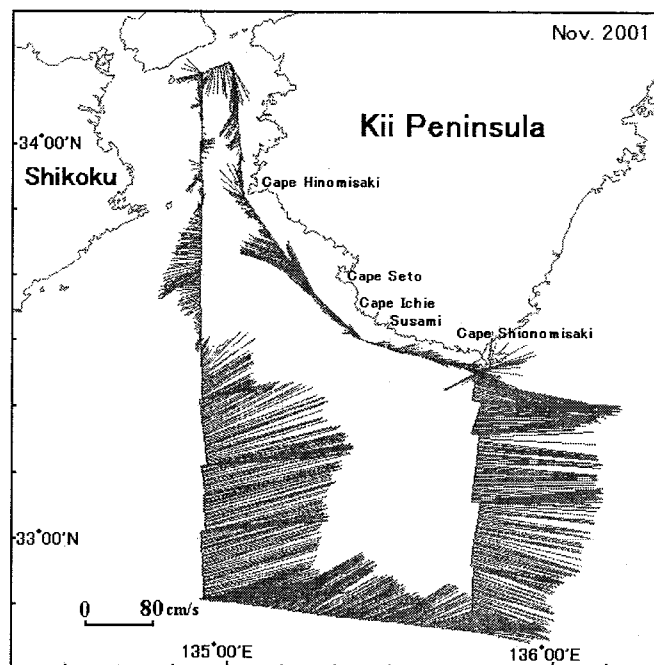 Nov. 2001
Kii Peninsula
34°00'N
Shikoku
Cape Hinomisaki
Cape Seto
Cape Ichie
Susami
Cape Shionomisaki
33°00'N
0 80 cm/s
135°00'E
136°00'E